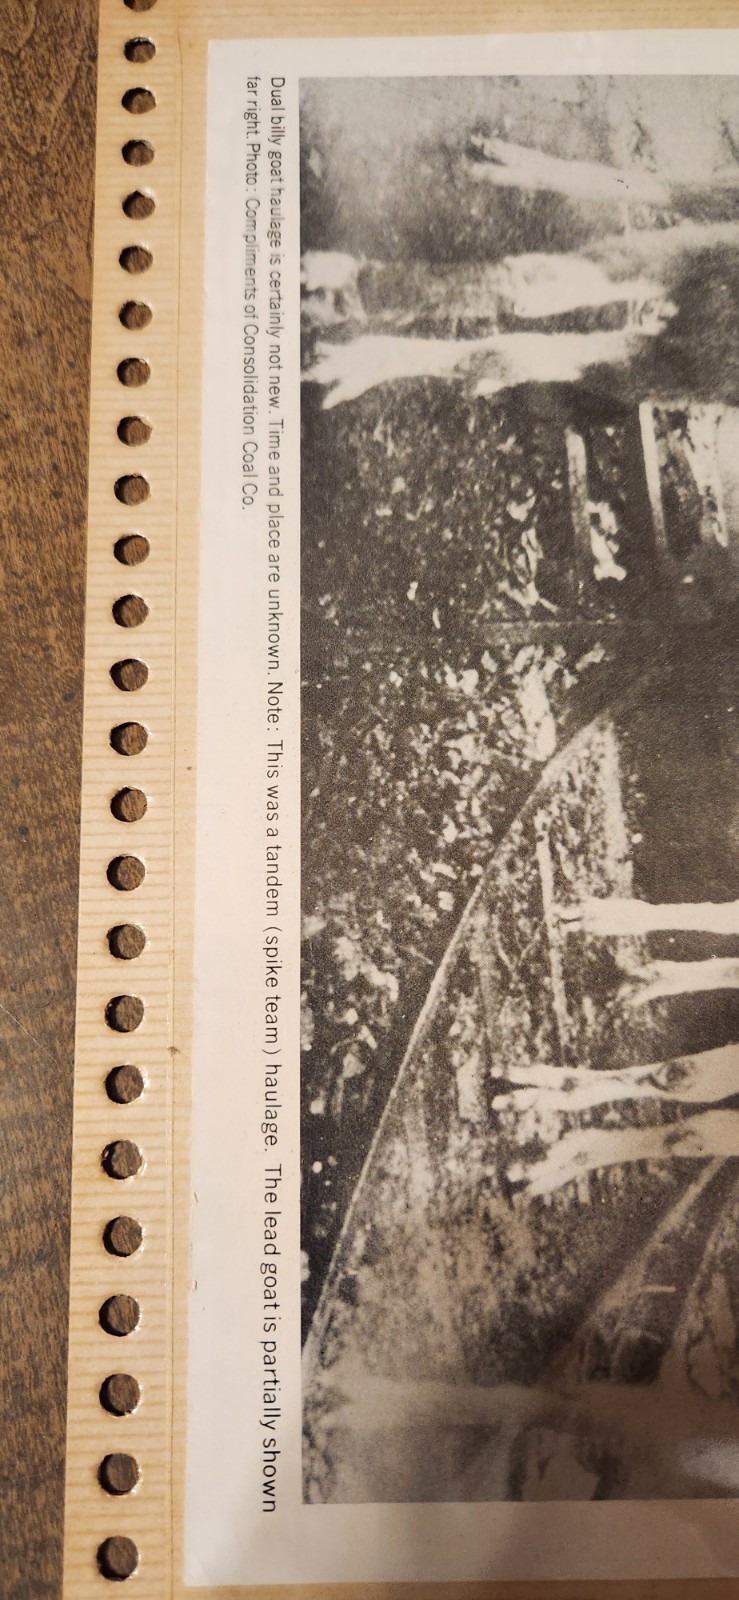 Dual billy goat haulage is certainly not new. Time and place are unknown. Note: This was a tandem (spike team) haulage. The lead goat is partially shown
far right. Photo: Compliments of Consolidation Coal Co.